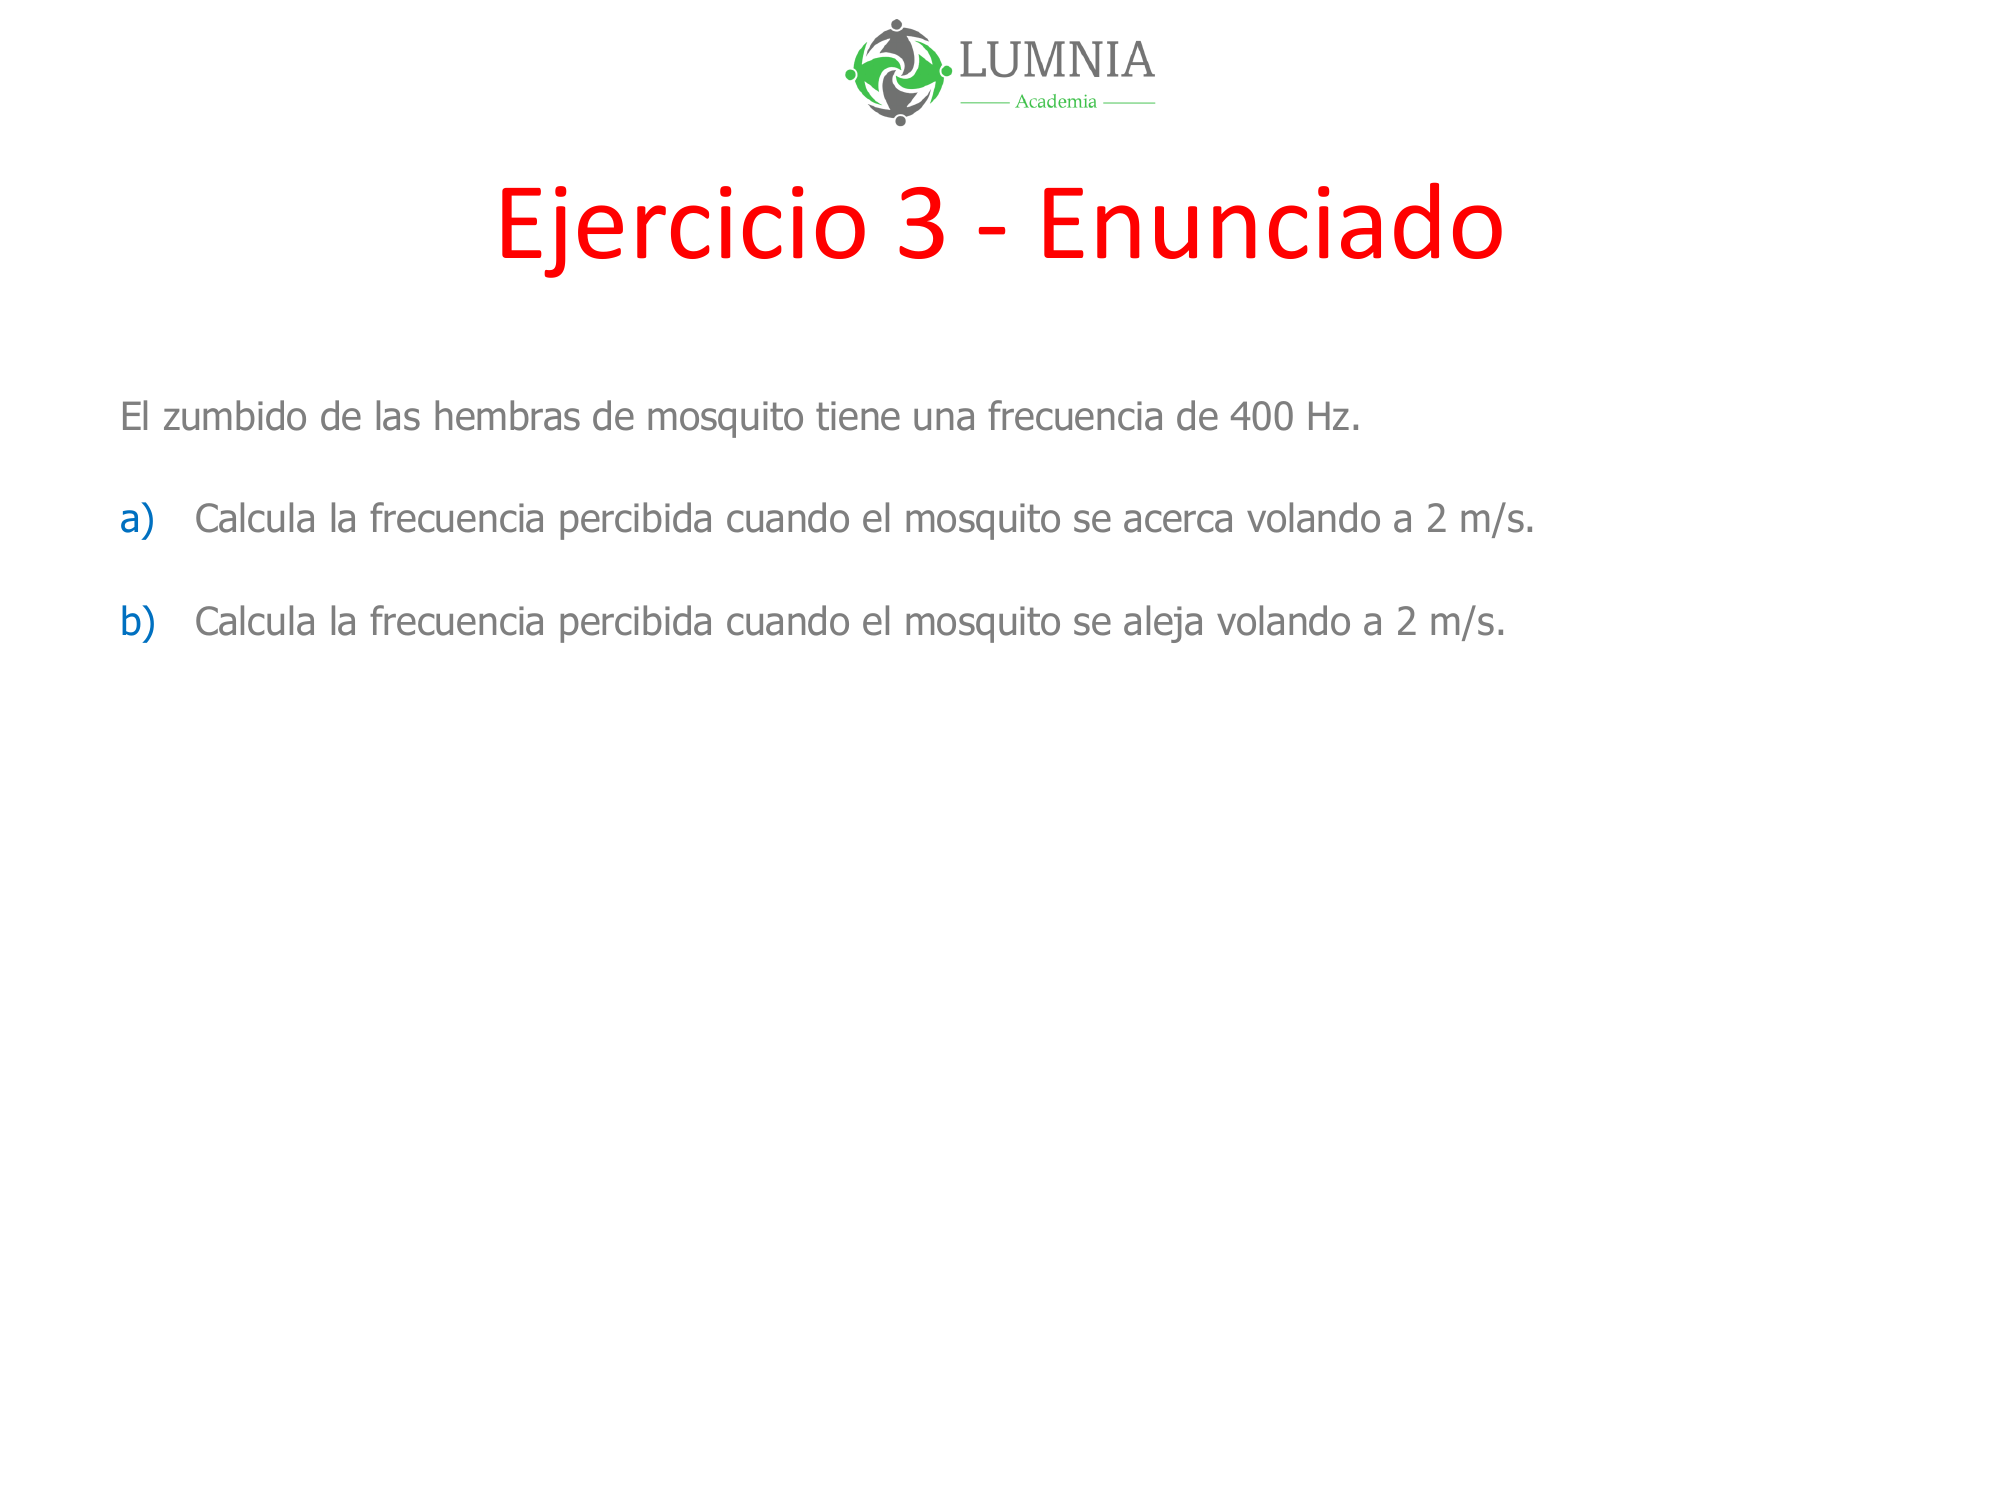 LUMNIA
Academia
Ejercicio 3 - Enunciado
El zumbido de las hembras de mosquito tiene una frecuencia de 400 Hz.
a) Calcula la frecuencia percibida cuando el mosquito se acerca volando a 2 m/s.
b) Calcula la frecuencia percibida cuando el mosquito se aleja volando a 2 m/s.